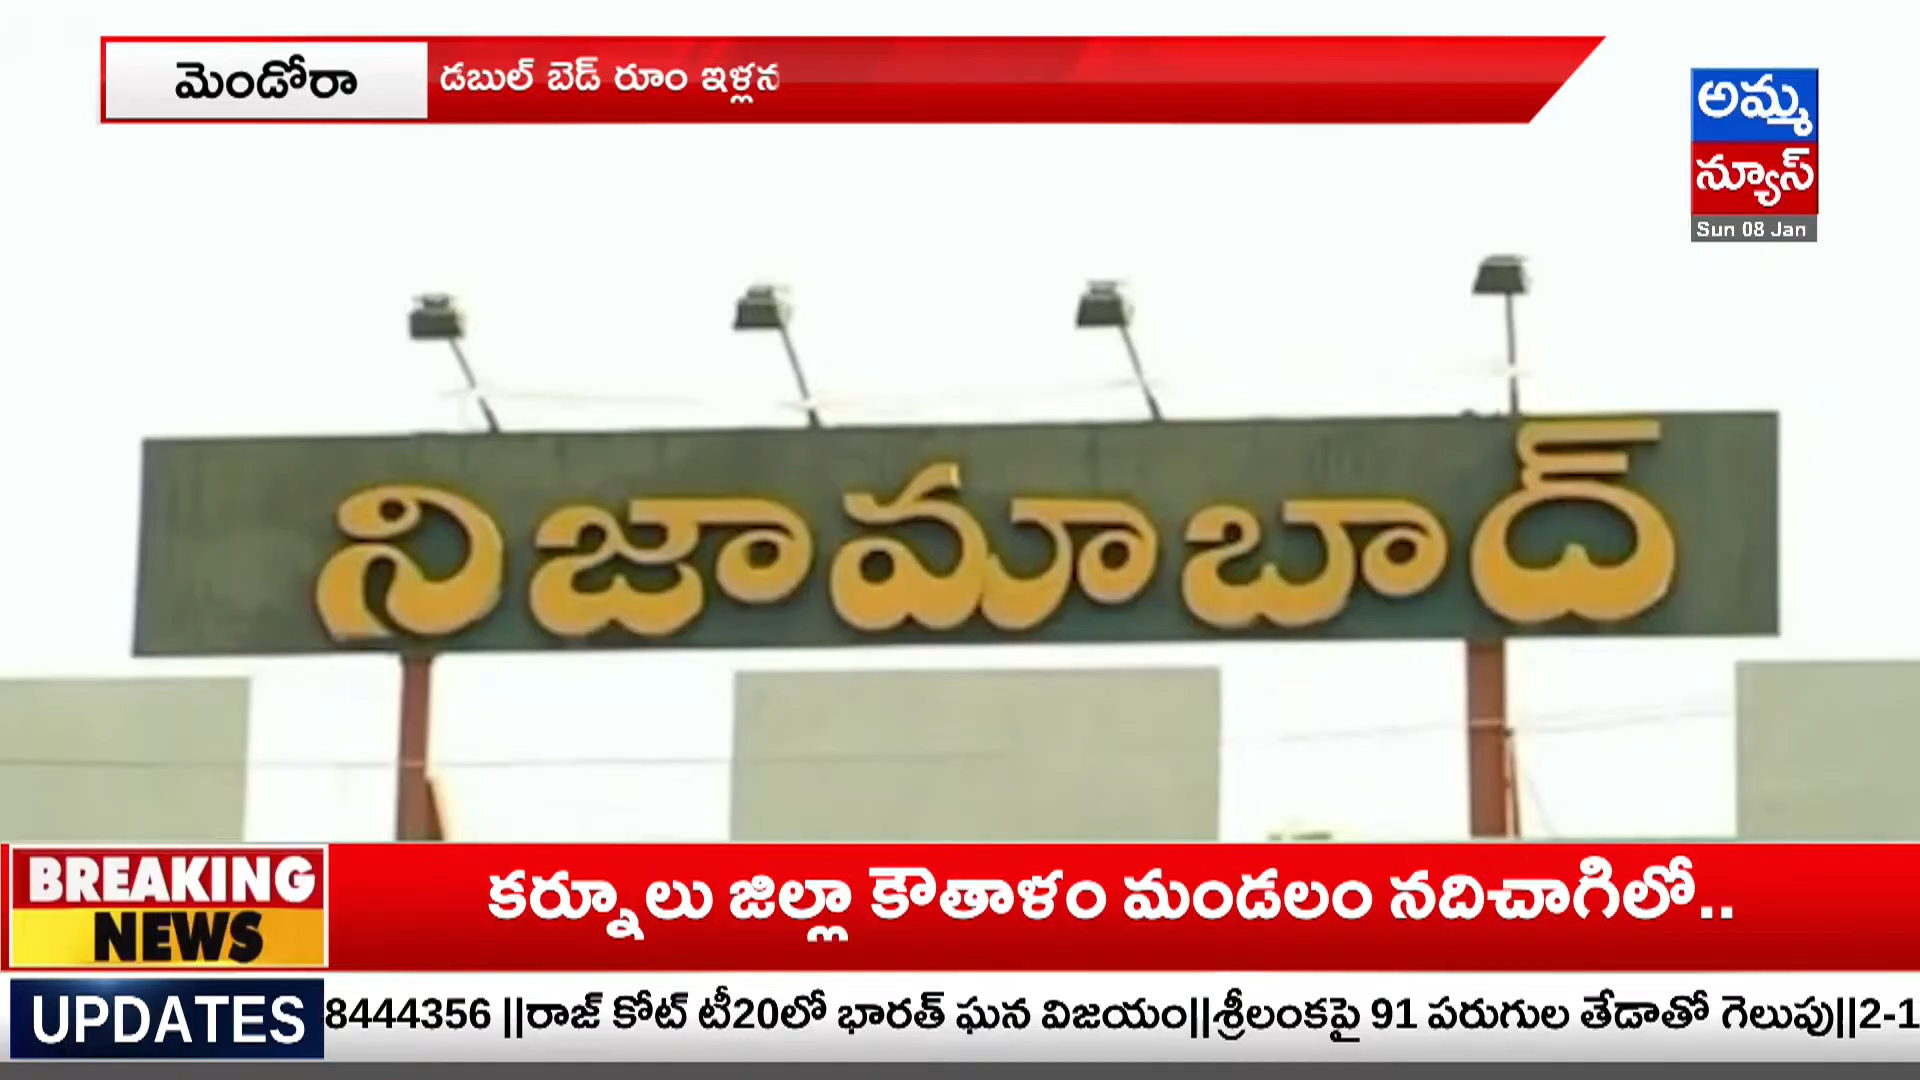 మెండోరా
డబుల్ బెడ్ రూం ఇళ్లన
అమ్మ
న్యూస్
Sun 08 Jan
నిజామాబాద్
BREAKING
NEWS
కర్నూలు జిల్లా కౌతాళం మండలం నదిచాగిలో..
UPDATES
8444356 ||రాజ్ కోట్ టీ20లో భారత్ ఘన విజయం||శ్రీలంకపై 91 పరుగుల తేడాతో గెలుపు||2-1